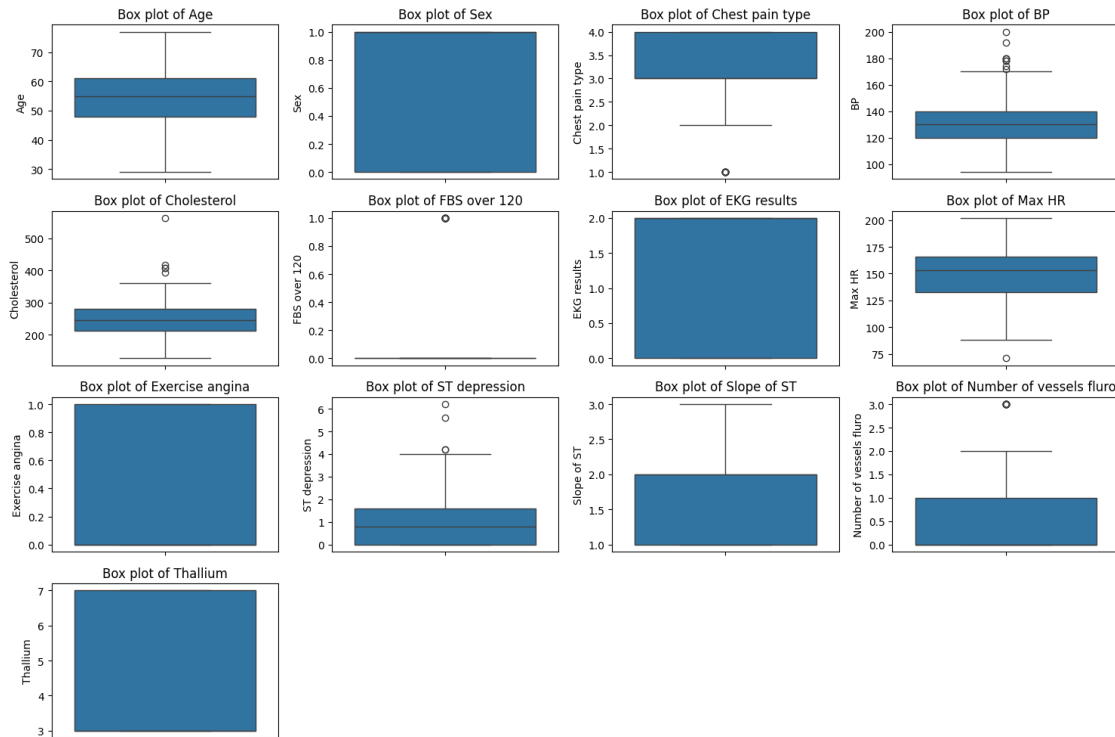 Box plot of Age
Age
70
60
50
40
30
Box plot of Sex
Sex
1.0
0.8
0.6
0.4
0.2
0.0
Box plot of Chest pain type
Chest pain type
4.0
3.5
3.0
2.5
2.0
1.5
1.0
Box plot of BP
BP
200
180
160
140
120
100
Box plot of Cholesterol
Cholesterol
500
400
300
200
Box plot of FBS over 120
FBS over 120
1.0
0.8
0.6
0.4
0.2
0.0
Box plot of EKG results
EKG results
2.0
1.5
1.0
0.5
0.0
Box plot of Max HR
Max HR
200
175
150
125
100
75
Box plot of Exercise angina
Exercise angina
1.0
0.8
0.6
0.4
0.2
0.0
Box plot of ST depression
ST depression
6
5
4
3
2
1
0
Box plot of Slope of ST
Slope of ST
3.0
2.5
2.0
1.5
1.0
Box plot of Number of vessels fluro
Number of vessels fluro
3.0
2.5
2.0
1.5
1.0
0.5
0.0
Box plot of Thallium
Thallium
7
6
5
4
3